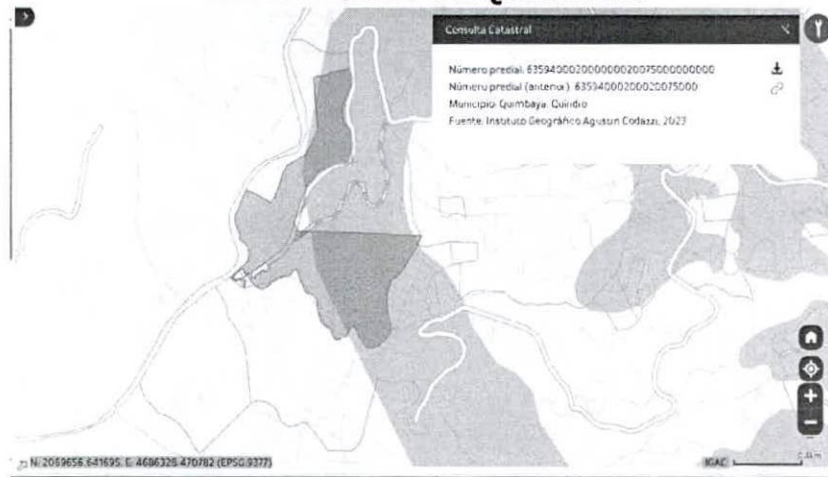 Consulta Catastral
Número predial: 635940002000000020075000000000
Número predial (anterior): 63594000200020075000
Municipio: Quimbaya, Quindío
Fuente: Instituto Geográfico Agustín Codazzi, 2023
N: 2069656.641695, E: 4686328.470782 (EPSG:9377)
IGAC